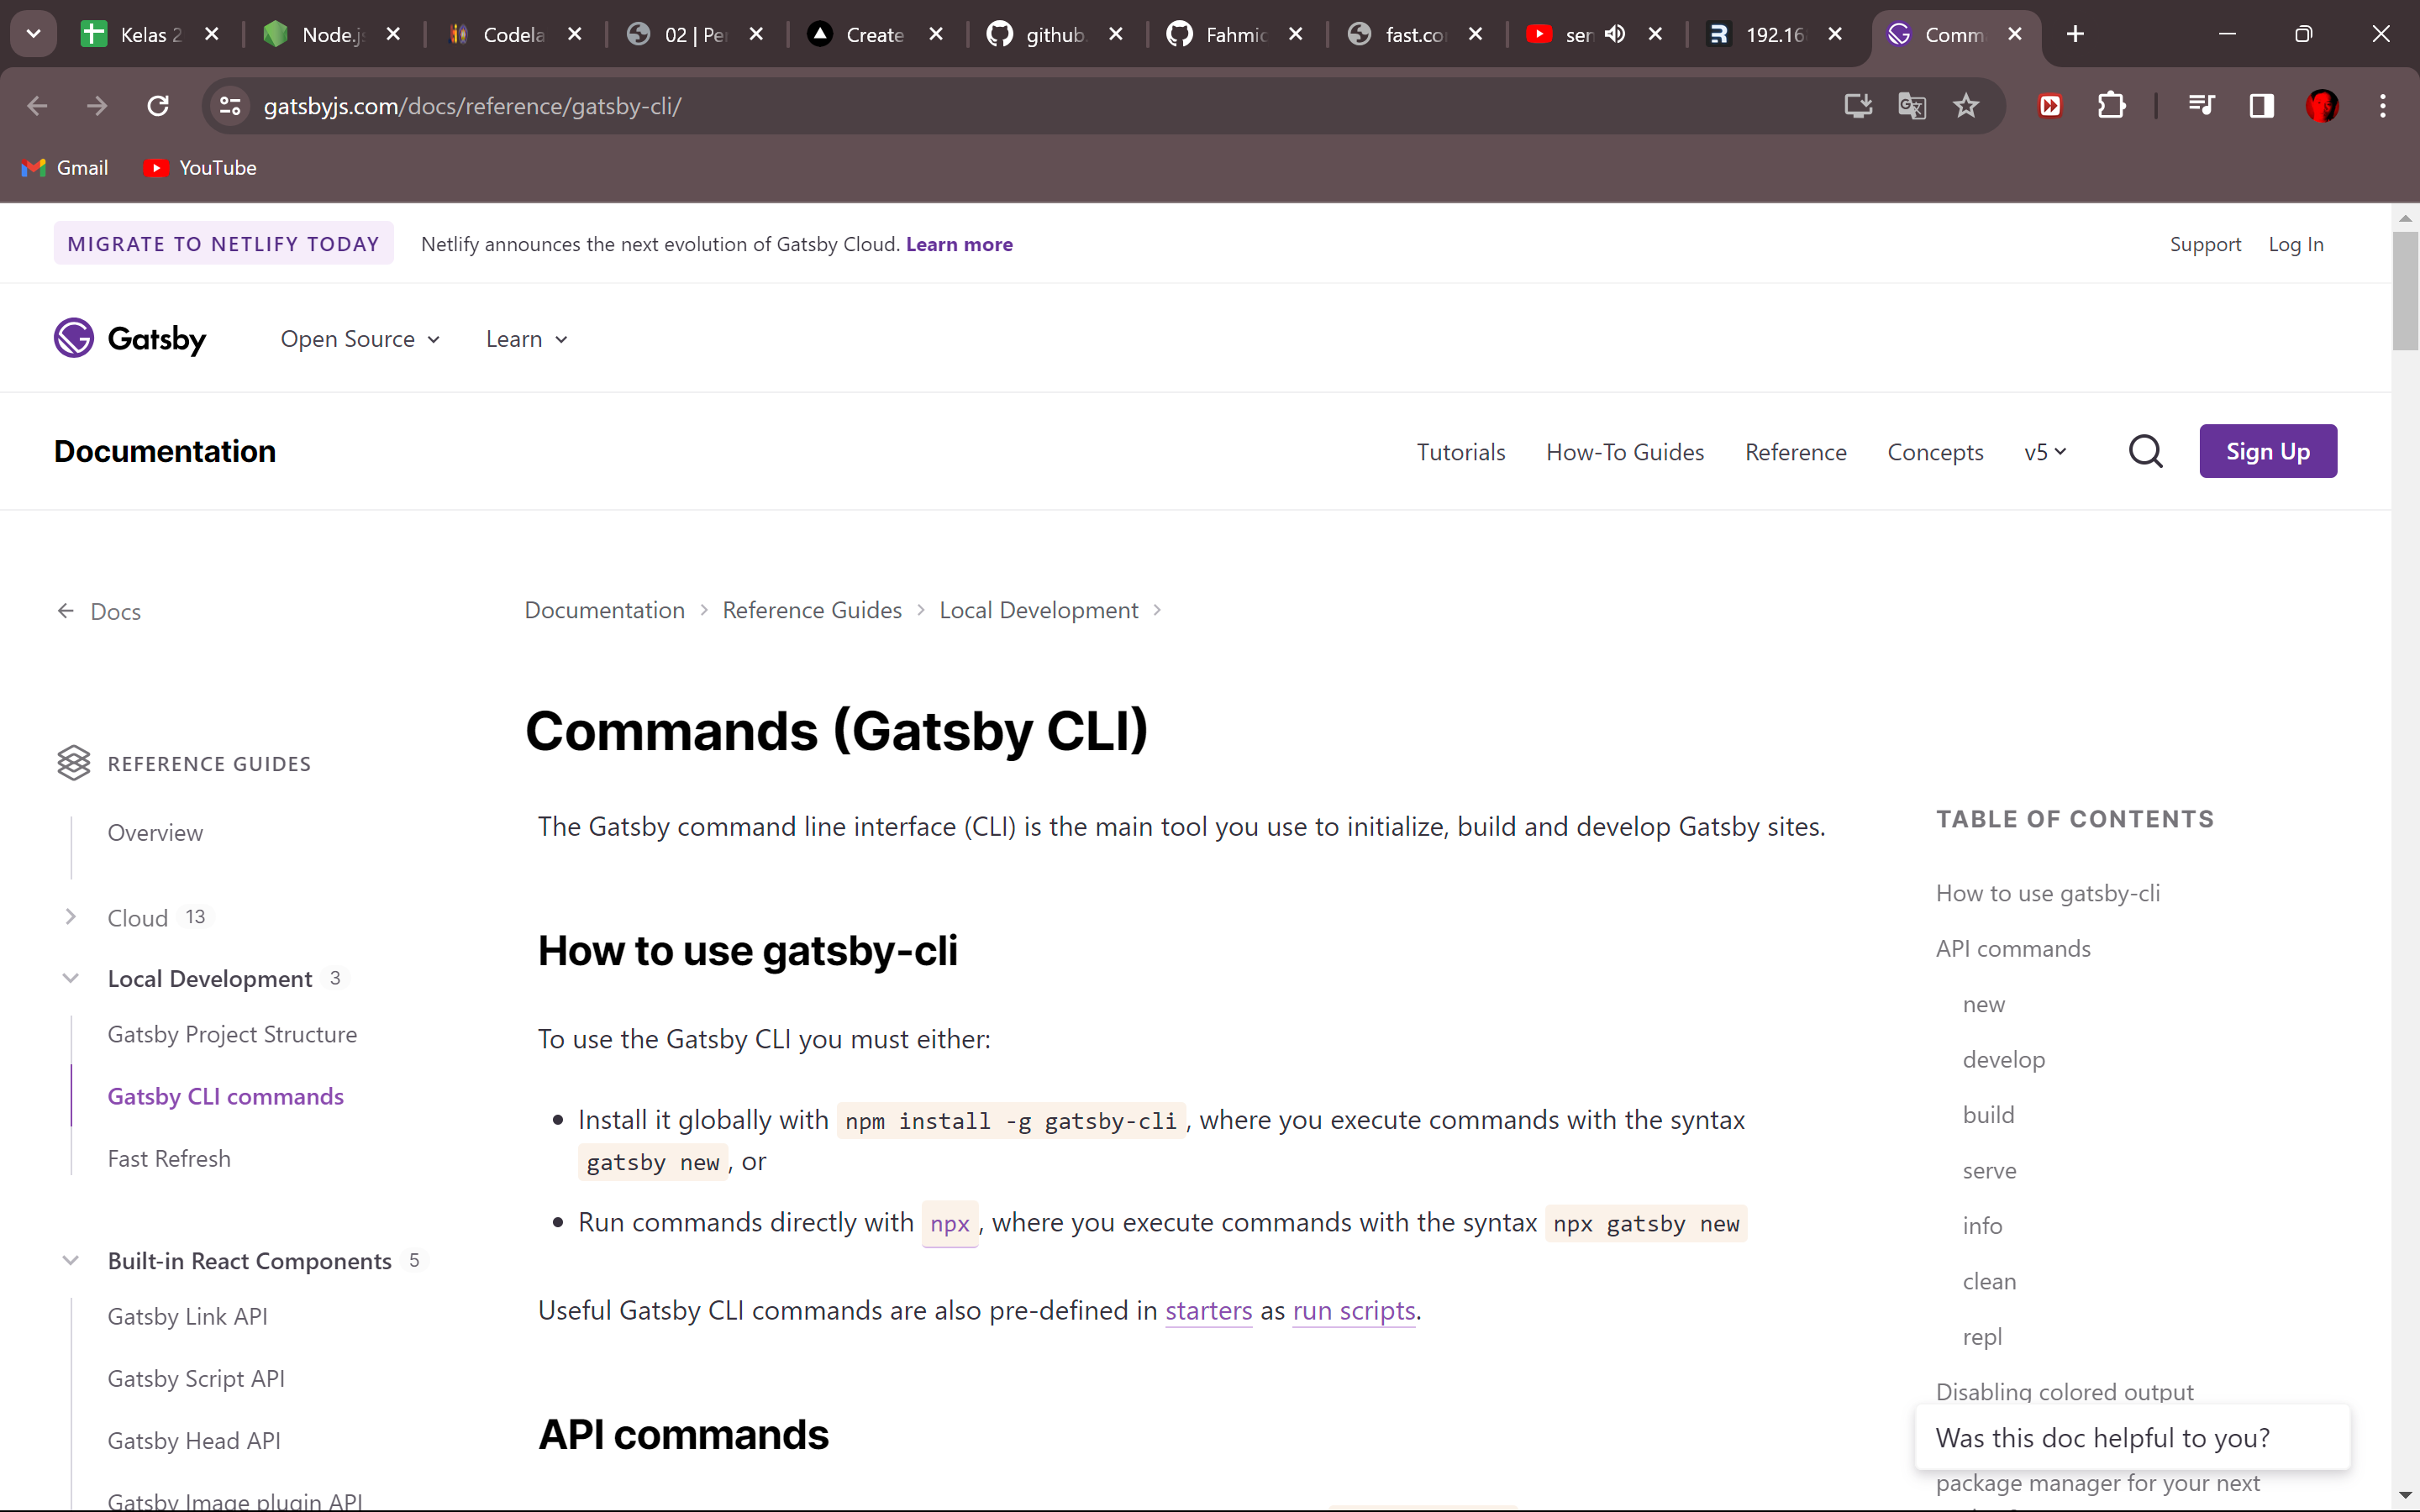 Kelas 2
Node.js
Codela
02 | Pe
Create
github.
Fahmid
fast.co
ser
192.16
Comm
gatsbyjs.com/docs/reference/gatsby-cli/
Gmail
YouTube
MIGRATE TO NETLIFY TODAY
Netlify announces the next evolution of Gatsby Cloud. Learn more
Support
Log In
Gatsby
Open Source
Learn
Documentation
Tutorials
How-To Guides
Reference
Concepts
v5
Sign Up
Docs
REFERENCE GUIDES
Overview
Cloud 13
Local Development 3
Gatsby Project Structure
Gatsby CLI commands
Fast Refresh
Built-in React Components 5
Gatsby Link API
Gatsby Script API
Gatsby Head API
Gatsby Image plugin API
Documentation > Reference Guides > Local Development >
Commands (Gatsby CLI)
The Gatsby command line interface (CLI) is the main tool you use to initialize, build and develop Gatsby sites.
How to use gatsby-cli
To use the Gatsby CLI you must either:
Install it globally with npm install -g gatsby-cli, where you execute commands with the syntax
gatsby new, or
Run commands directly with npx, where you execute commands with the syntax npx gatsby new
Useful Gatsby CLI commands are also pre-defined in starters as run scripts.
API commands
TABLE OF CONTENTS
How to use gatsby-cli
API commands
new
develop
build
serve
info
clean
repl
Disabling colored output
Was this doc helpful to you?
package manager for your next